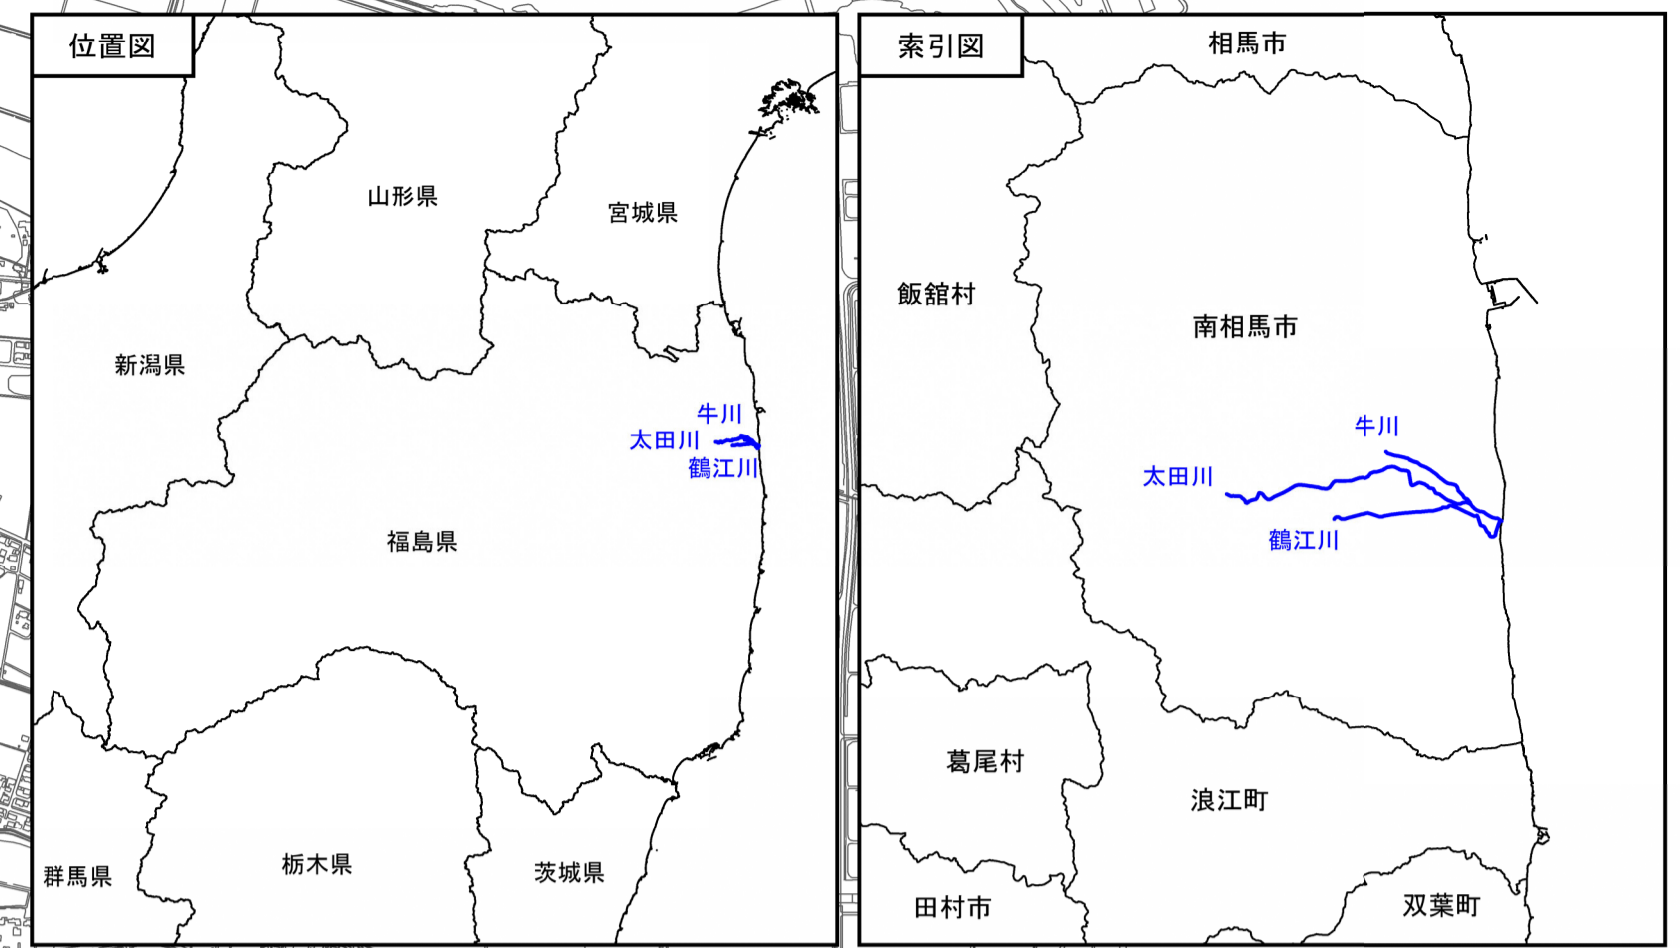 位置図
山形県
宮城県
新潟県
牛川
太田川
鶴江川
福島県
群馬県
栃木県
茨城県
索引図
相馬市
飯舘村
南相馬市
牛川
太田川
鶴江川
葛尾村
浪江町
田村市
双葉町